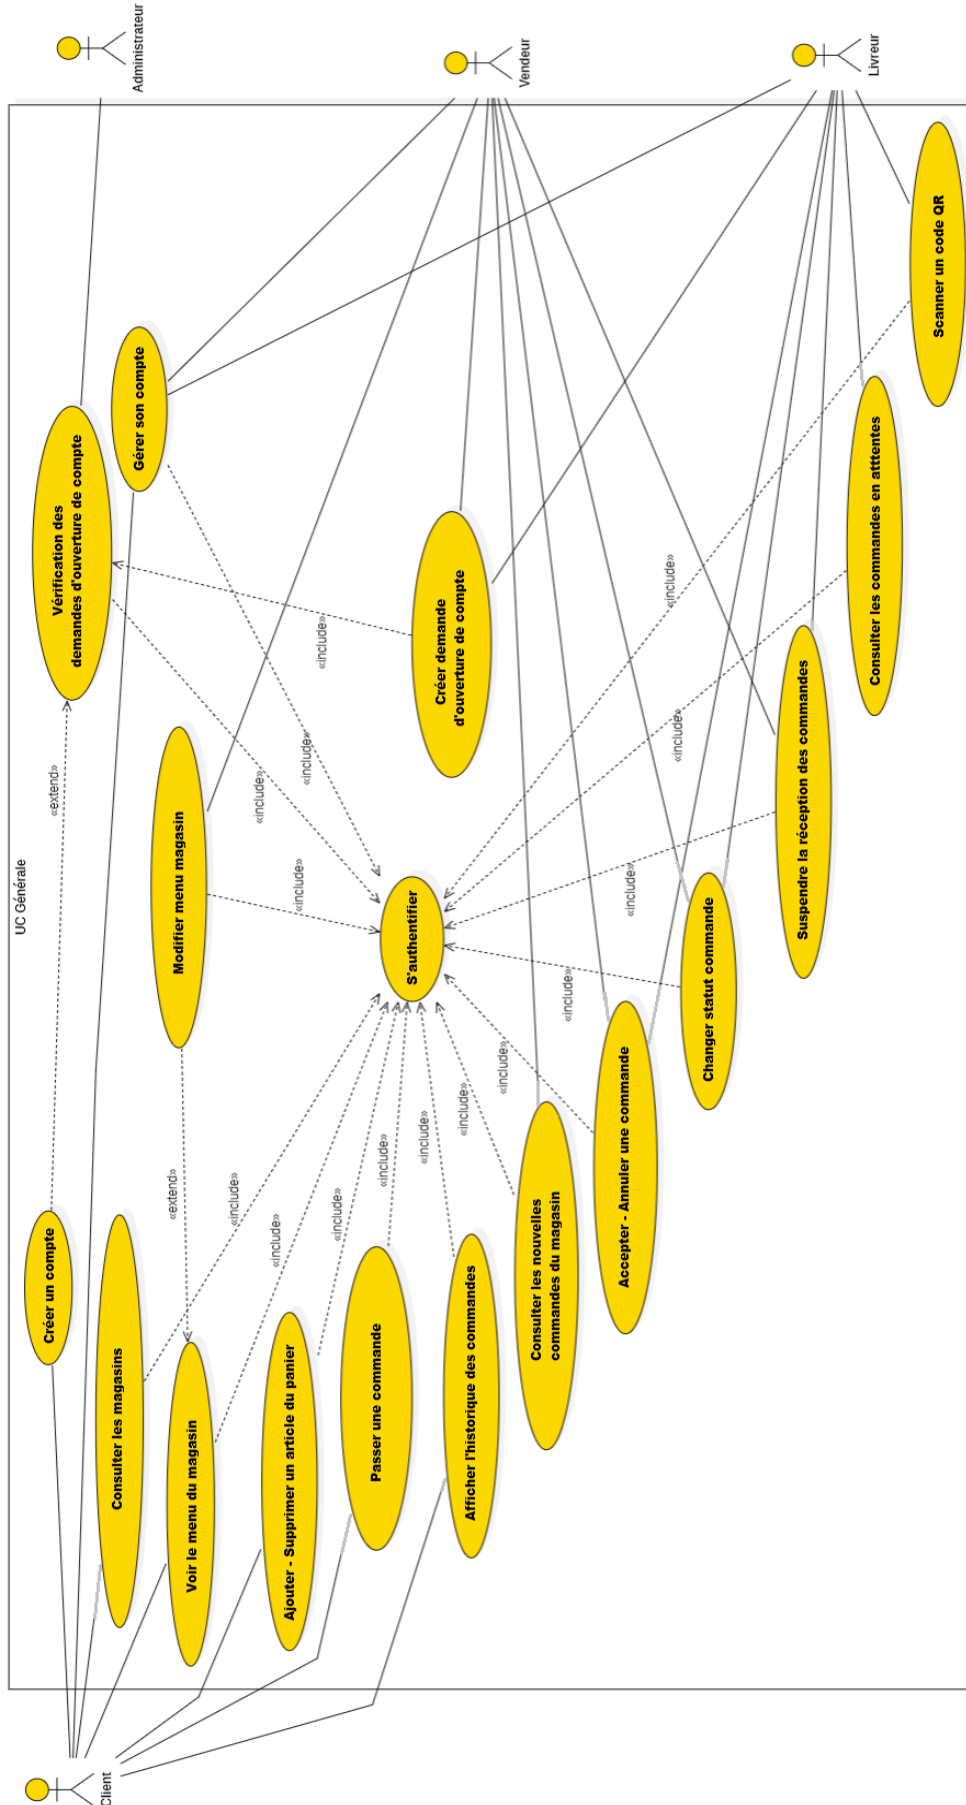 UC Générale
Client
Administrateur
Vendeur
Livreur
Créer un compte
«extend»
Vérification des
demandes d'ouverture de compte
Gérer son compte
Consulter les magasins
«include»
Voir le menu du magasin
«extend»
Modifier menu magasin
«include»
«include»
«include»
«include»
Ajouter - Supprimer un article du panier
«include»
Passer une commande
«include»
S'authentifier
«include»
Créer demande
d'ouverture de compte
Afficher l'historique des commandes
«include»
Consulter les nouvelles
commandes du magasin
«include»
Accepter - Annuler une commande
«include»
«include»
Changer statut commande
«include»
Suspendre la réception des commandes
«include»
Consulter les commandes en atttentes
«include»
Scanner un code QR